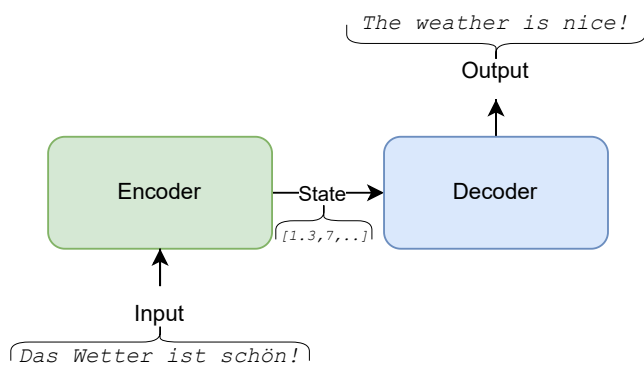 The weather is nice!
Output
Encoder
State
Decoder
[1.3,7,..]
Input
Das Wetter ist schön!